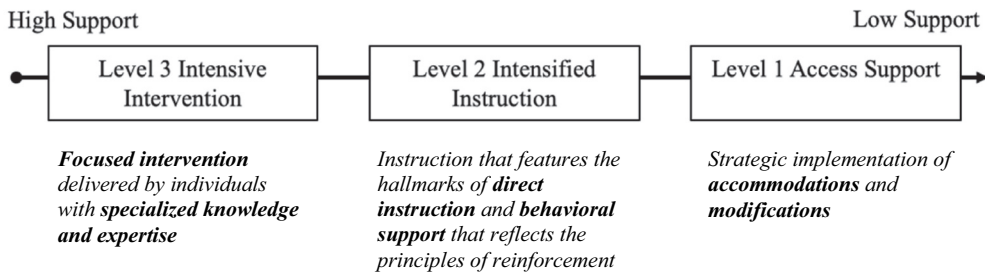 High Support
Low Support
Level 3 Intensive
Intervention
Level 2 Intensified
Instruction
Level 1 Access Support
Focused intervention
delivered by individuals
with specialized knowledge
and expertise
Instruction that features the
hallmarks of direct
instruction and behavioral
support that reflects the
principles of reinforcement
Strategic implementation of
accommodations and
modifications